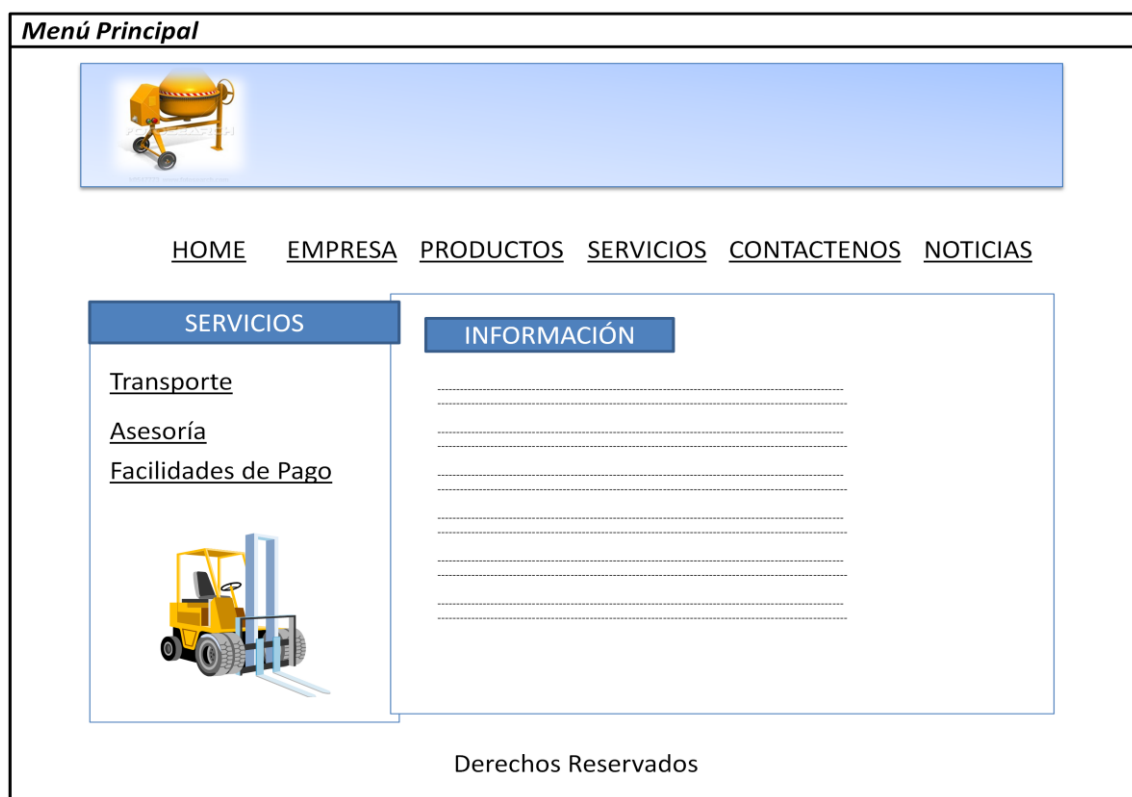 Menú Principal
HOME EMPRESA PRODUCTOS SERVICIOS CONTACTENOS NOTICIAS
SERVICIOS
Transporte
Asesoría
Facilidades de Pago
INFORMACIÓN
Derechos Reservados